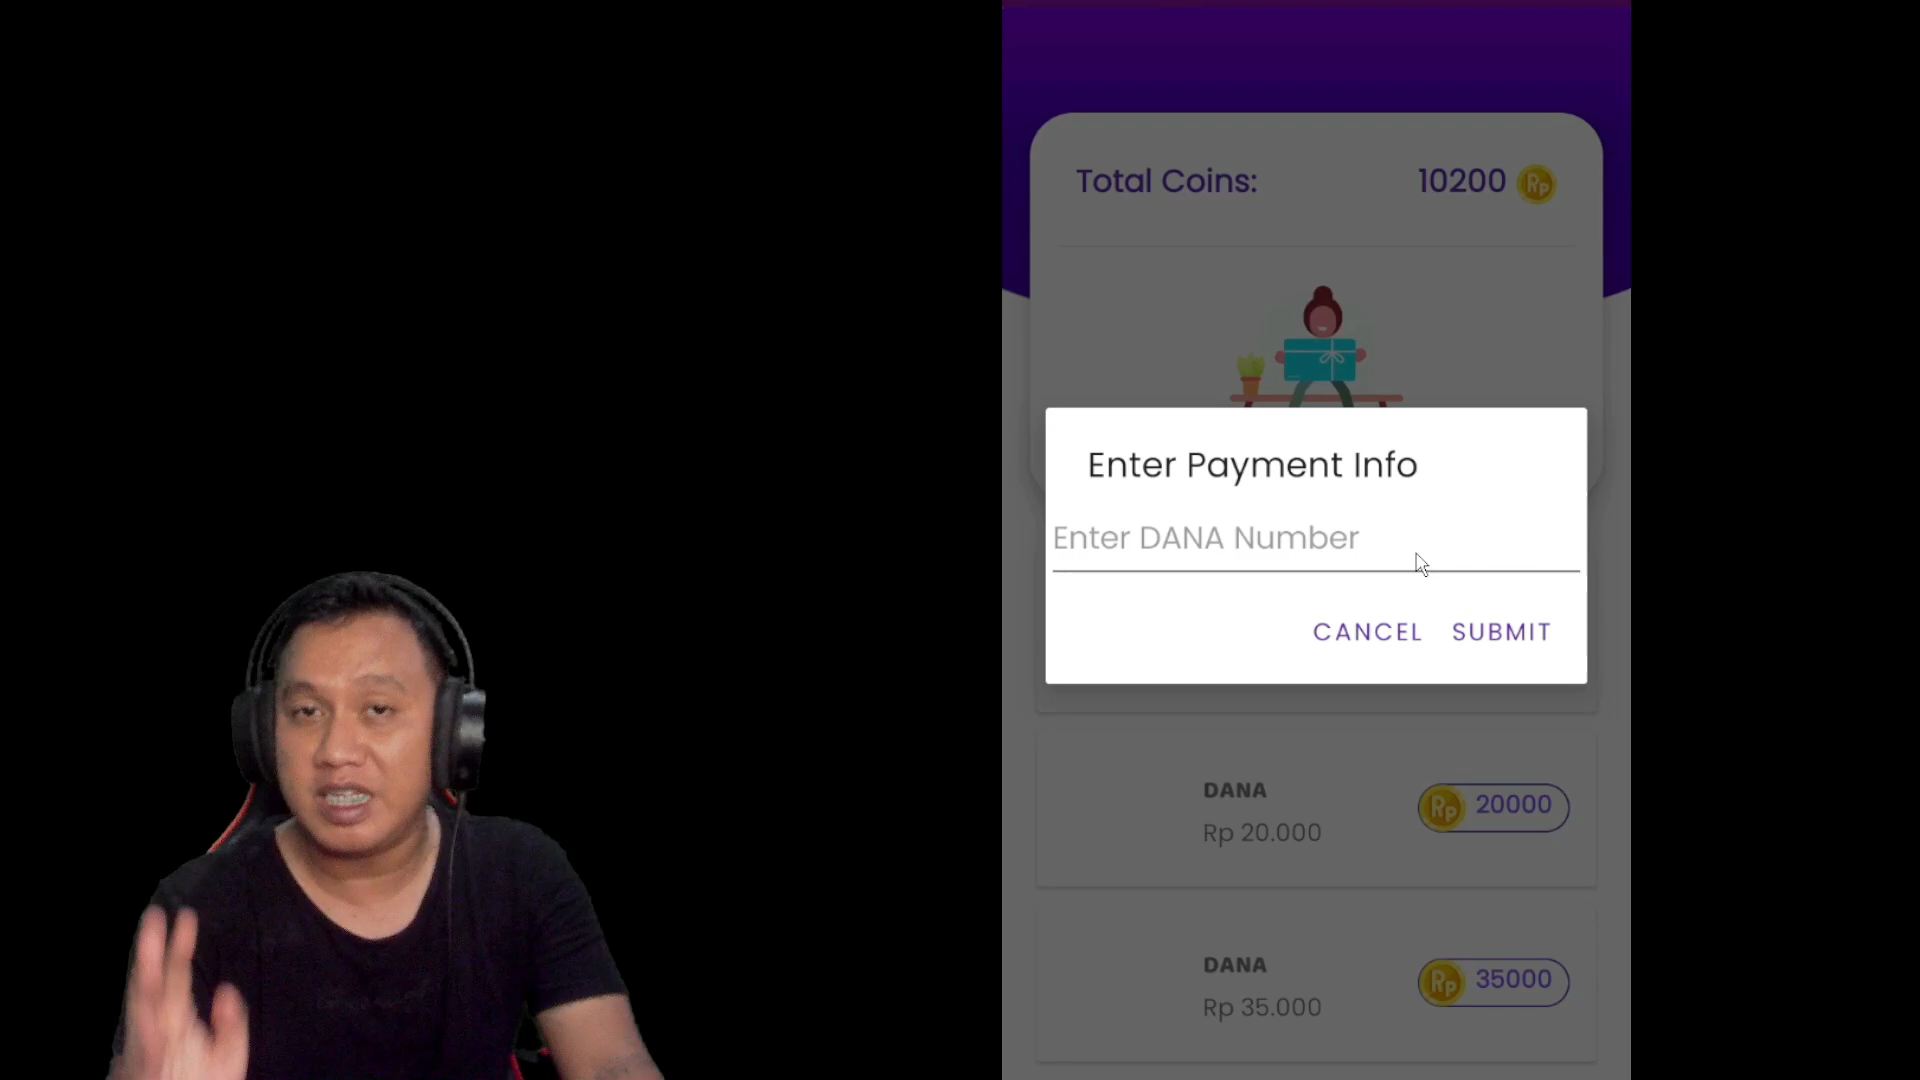 Total Coins: 10200 Rp
Enter Payment Info
Enter DANA Number
CANCEL SUBMIT
DANA
Rp 20.000
Rp 20000
DANA
Rp 35.000
Rp 35000